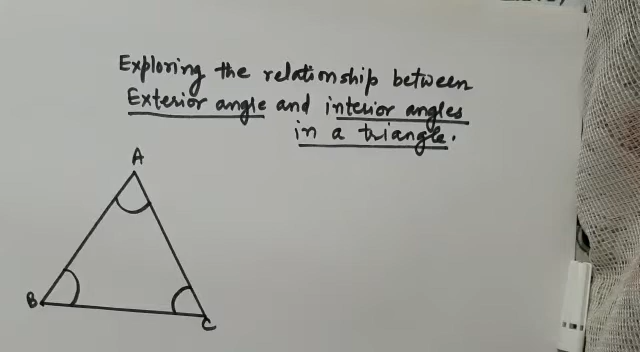 Exploring the relationship between
Exterior angle and interior angles
in a triangle.
A
B
C